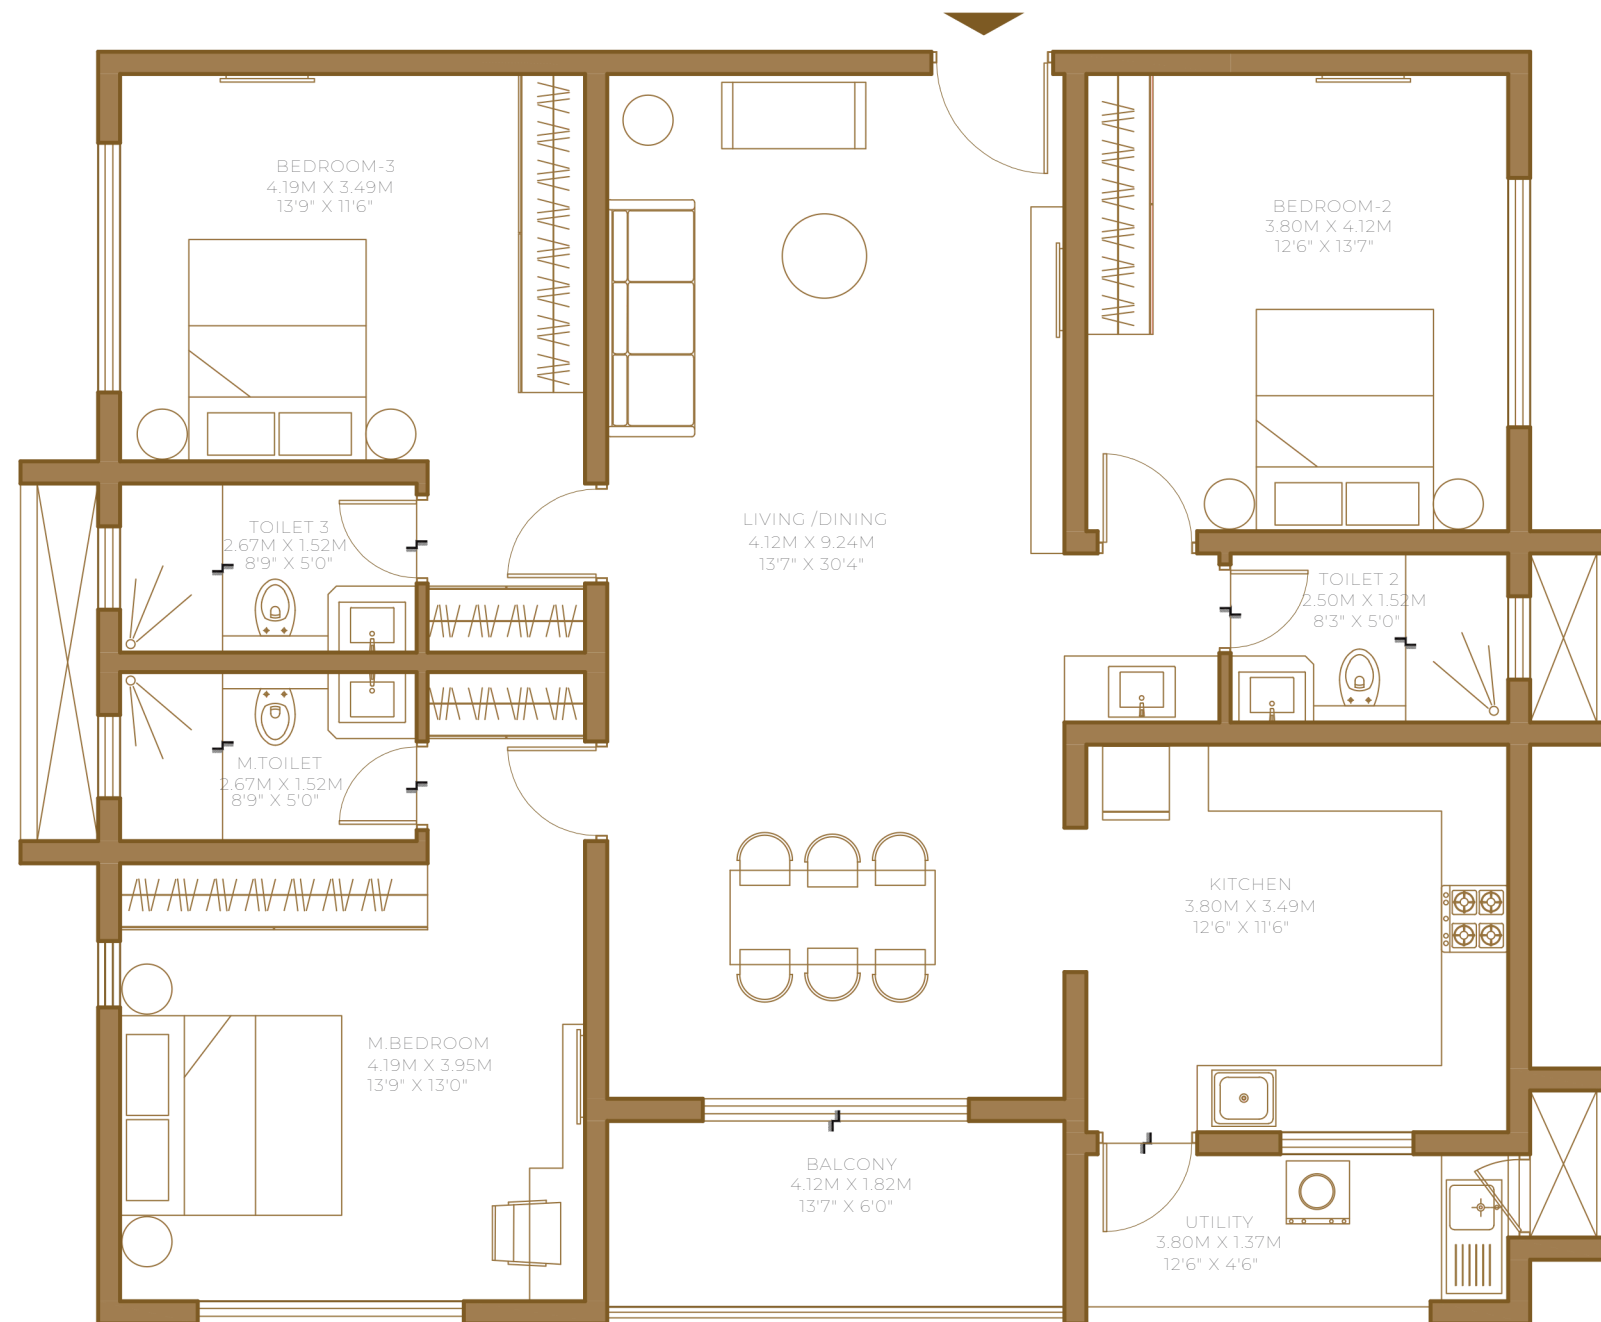 BEDROOM-3
4.19M X 3.49M
13'9" X 11'6"
BEDROOM-2
3.80M X 4.12M
12'6" X 13'7"
TOILET 3
2.67M X 1.52M
8'9" X 5'0"
LIVING /DINING
4.12M X 9.24M
13'7" X 30'4"
TOILET 2
2.50M X 1.52M
8'3" X 5'0"
M.TOILET
2.67M X 1.52M
8'9" X 5'0"
KITCHEN
3.80M X 3.49M
12'6" X 11'6"
M.BEDROOM
4.19M X 3.95M
13'9" X 13'0"
BALCONY
4.12M X 1.82M
13'7" X 6'0"
UTILITY
3.80M X 1.37M
12'6" X 4'6"